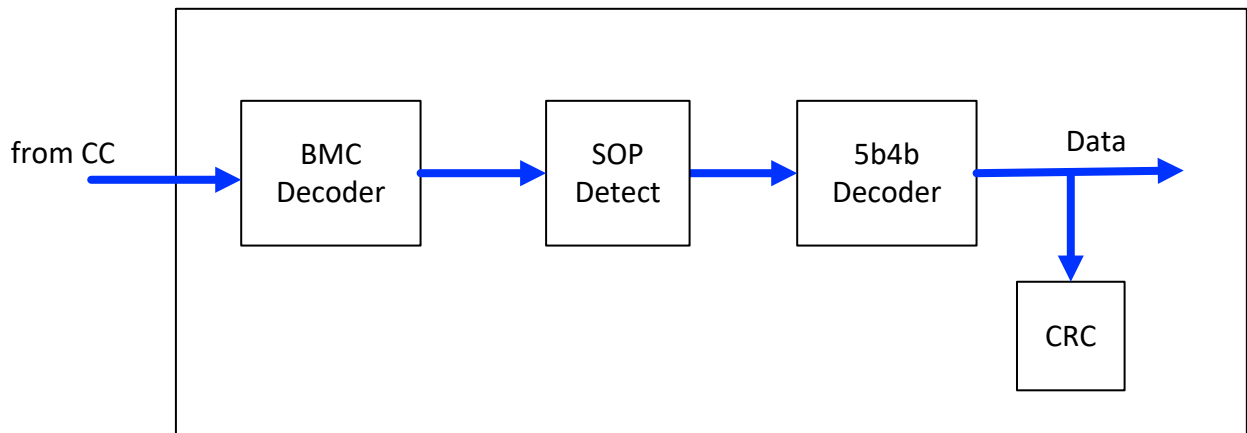 from CC
BMC
Decoder
SOP
Detect
5b4b
Decoder
Data
CRC